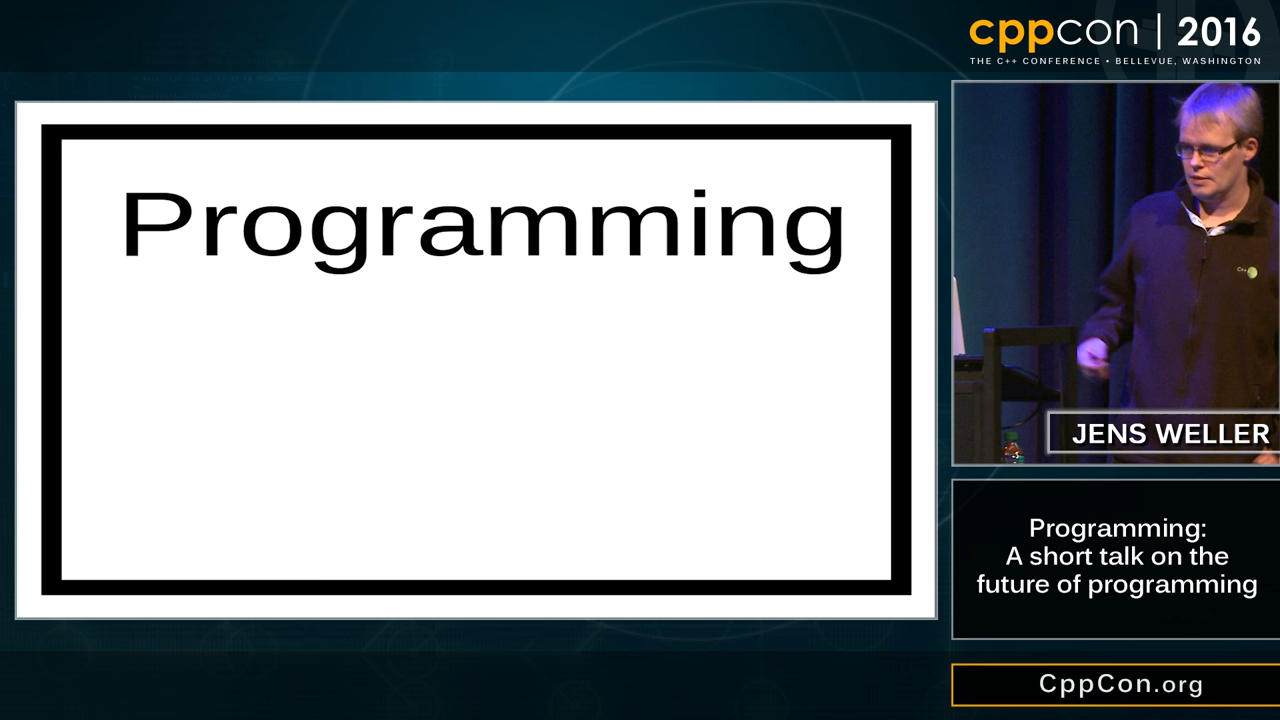 cppcon | 2016
THE C++ CONFERENCE • BELLEVUE, WASHINGTON
Programming
C++
JENS WELLER
Programming:
A short talk on the
future of programming
CppCon.org